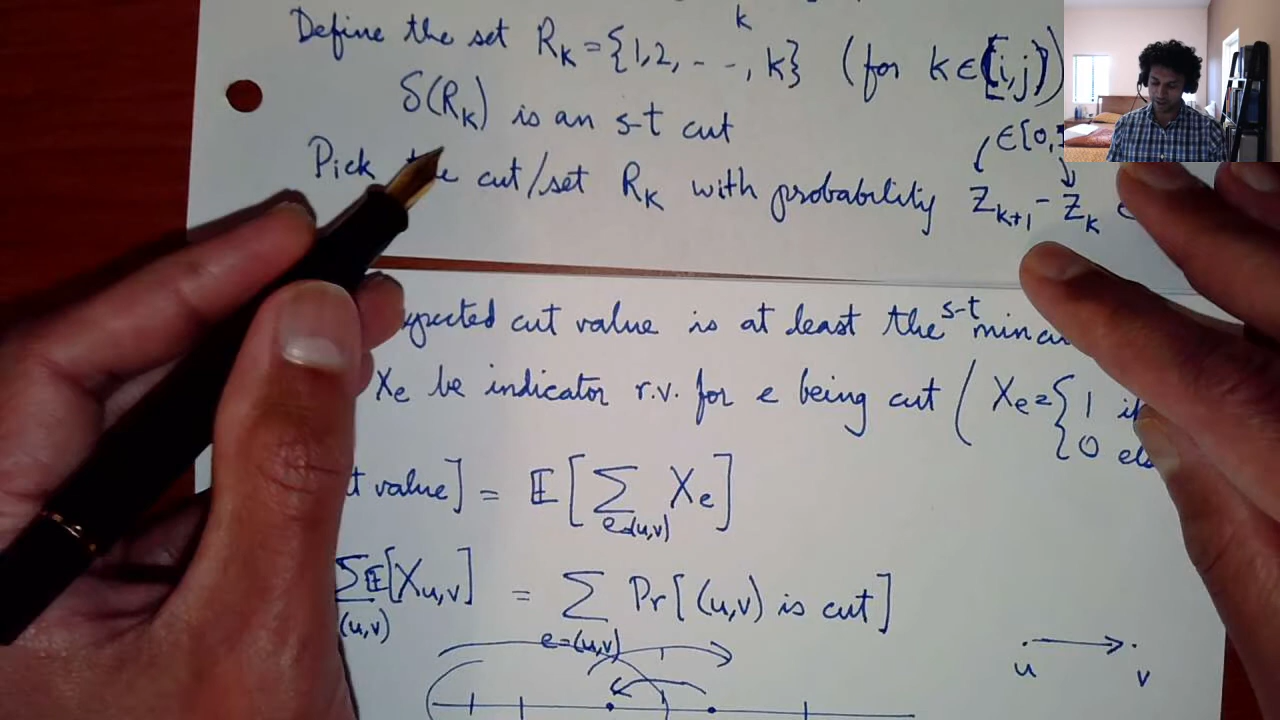 k
Define the set R_k = {1,2, - - -, k} (for k ∈ [i,j))
δ(R_k) is an s-t cut
∈[0,
Pick cut/set R_k with probability Z_{k+1} - Z_k
cut value is at least the s-t
X_e be indicator r.v. for e being cut ( X_e = { 1
0
value] = E[ ∑_{e=(u,v)} X_e ]
∑_{(u,v)} E[X_{u,v}] = ∑_{e=(u,v)} Pr[(u,v) is cut]
u v